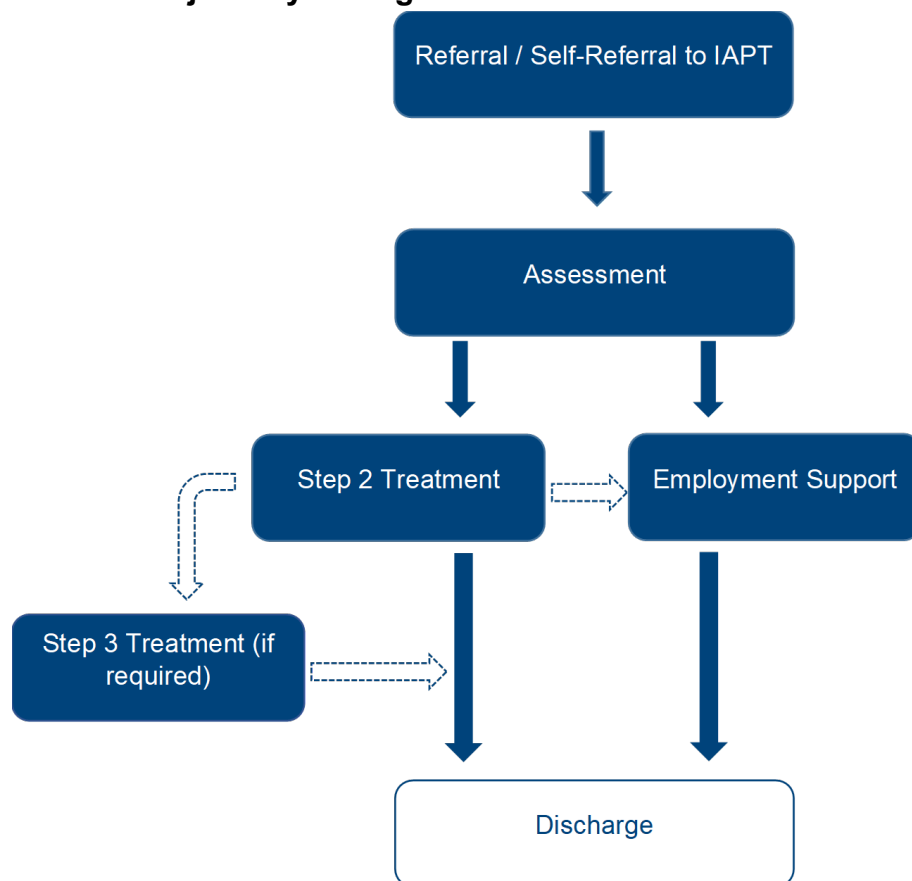 Referral / Self-Referral to IAPT
Assessment
Step 2 Treatment
Employment Support
Step 3 Treatment (if
required)
Discharge